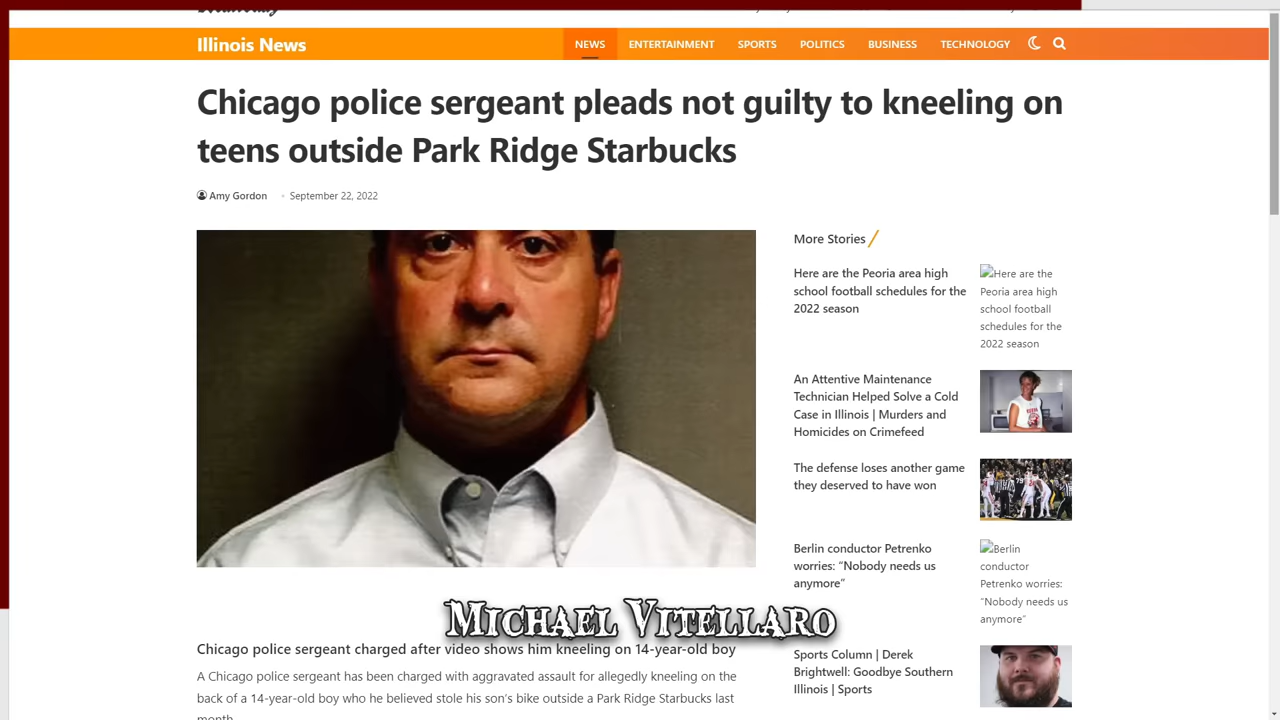 Illinois News
NEWS ENTERTAINMENT SPORTS POLITICS BUSINESS TECHNOLOGY
Chicago police sergeant pleads not guilty to kneeling on
teens outside Park Ridge Starbucks
Amy Gordon September 22, 2022
More Stories
Here are the Peoria area high
school football schedules for the
2022 season
Here are the
Peoria area high
school football
schedules for the
2022 season
An Attentive Maintenance
Technician Helped Solve a Cold
Case in Illinois | Murders and
Homicides on Crimefeed
The defense loses another game
they deserved to have won
Berlin conductor Petrenko
worries: “Nobody needs us
anymore”
Berlin
conductor
Petrenko
worries:
“Nobody needs us
anymore”
Michael Vitellaro
Chicago police sergeant charged after video shows him kneeling on 14-year-old boy
A Chicago police sergeant has been charged with aggravated assault for allegedly kneeling on the
back of a 14-year-old boy who he believed stole his son's bike outside a Park Ridge Starbucks last
month
Sports Column | Derek
Brightwell: Goodbye Southern
Illinois | Sports